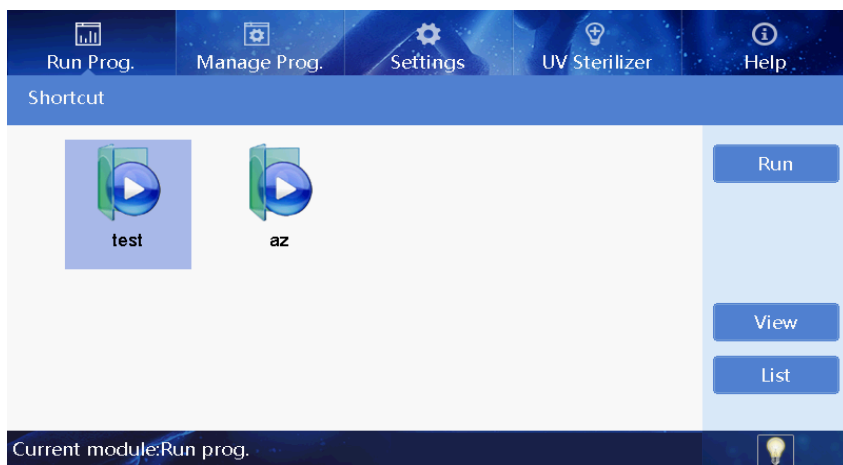 Run Prog. Manage Prog. Settings UV Sterilizer Help
Shortcut
Run
test az
View
List
Current module:Run prog.